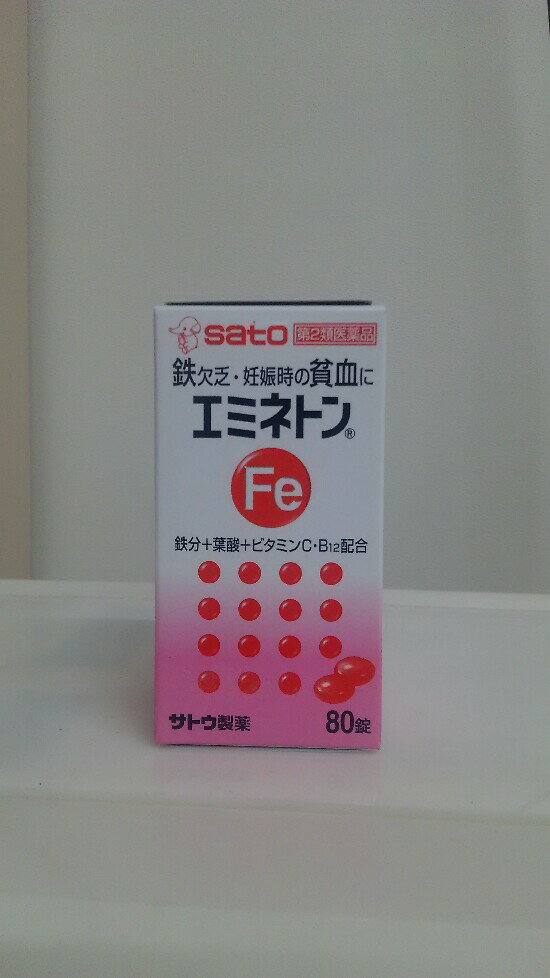 sato 第2類医薬品
鉄欠乏・妊娠時の貧血に
エミネトン®
Fe
鉄分+葉酸+ビタミンC・B12配合
サトウ製薬 80錠